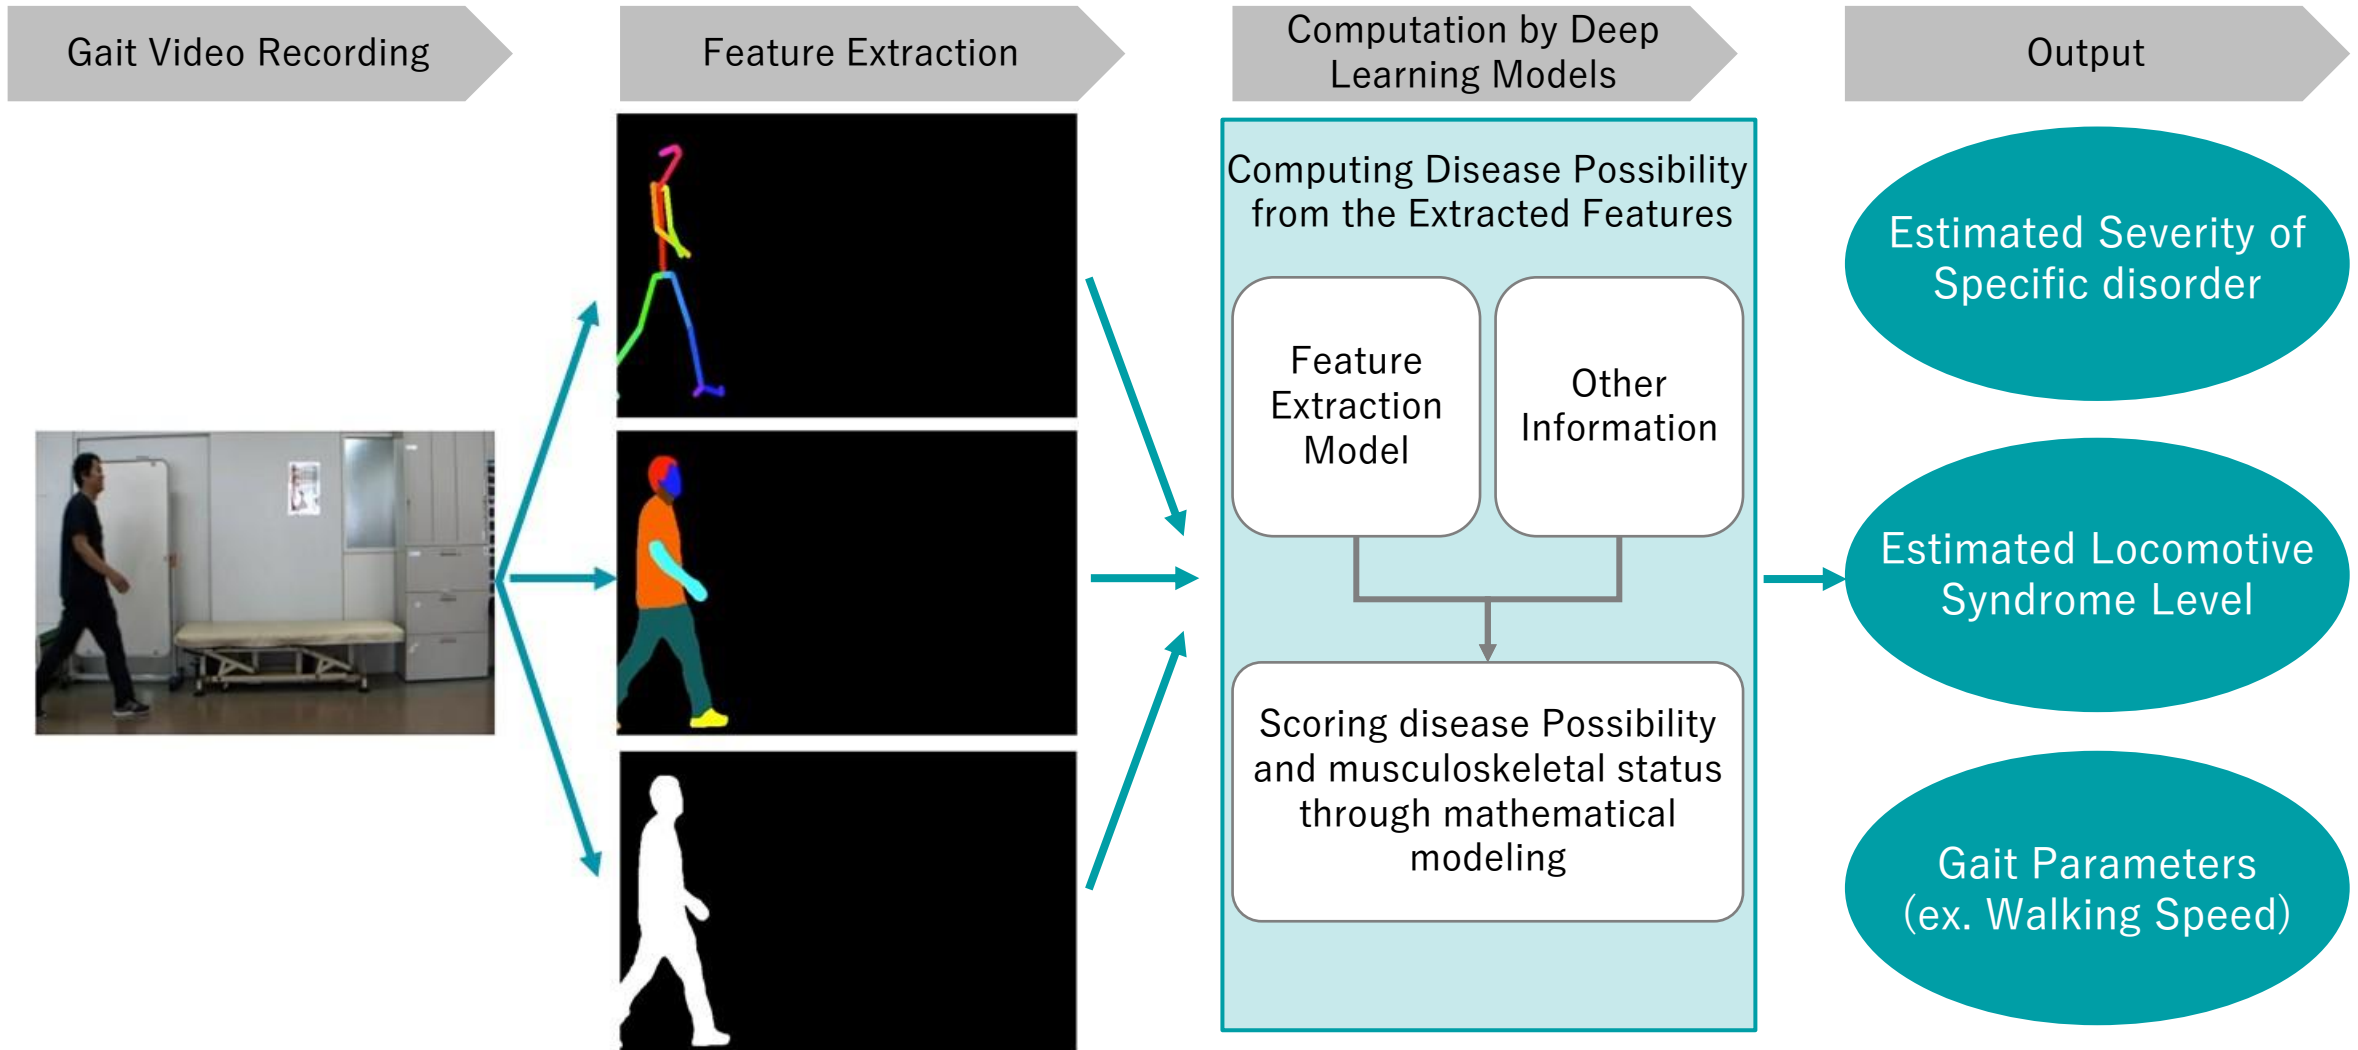 Gait Video Recording
Feature Extraction
Computation by Deep
Learning Models
Output
Computing Disease Possibility
from the Extracted Features
Feature
Extraction
Model
Other
Information
Scoring disease Possibility
and musculoskeletal status
through mathematical
modeling
Estimated Severity of
Specific disorder
Estimated Locomotive
Syndrome Level
Gait Parameters
(ex. Walking Speed)